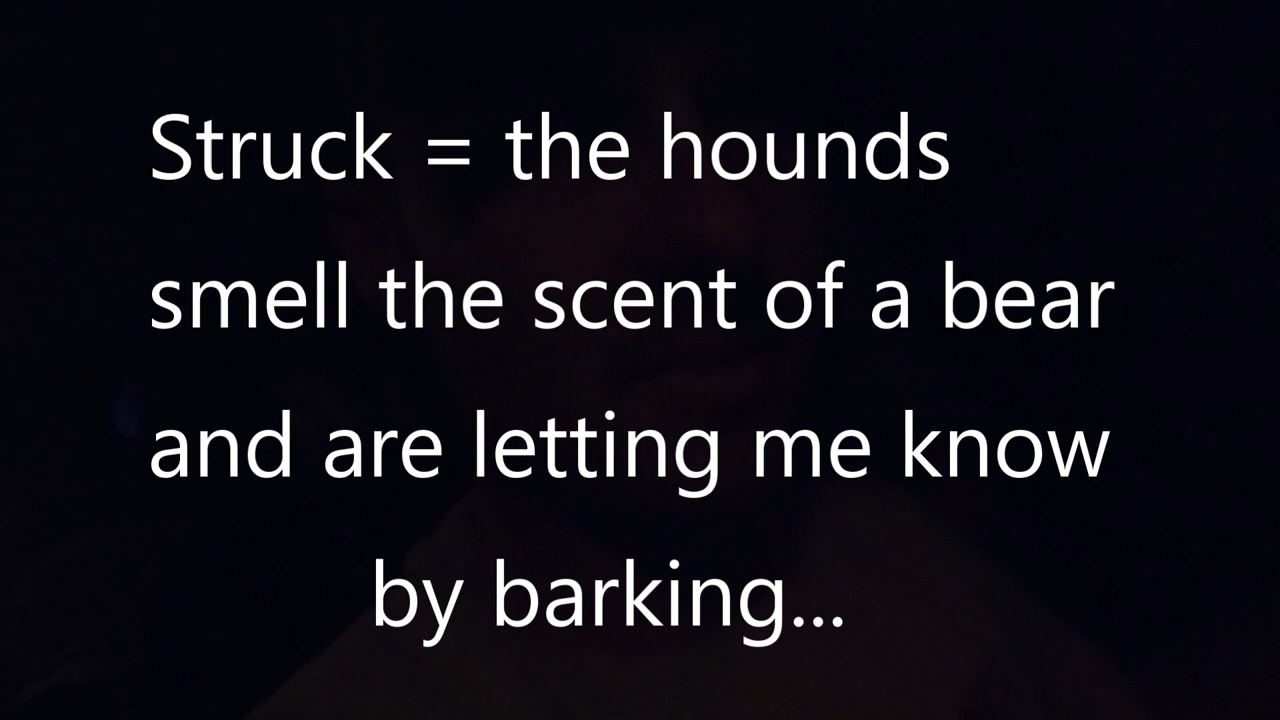 Struck = the hounds
smell the scent of a bear
and are letting me know
by barking...